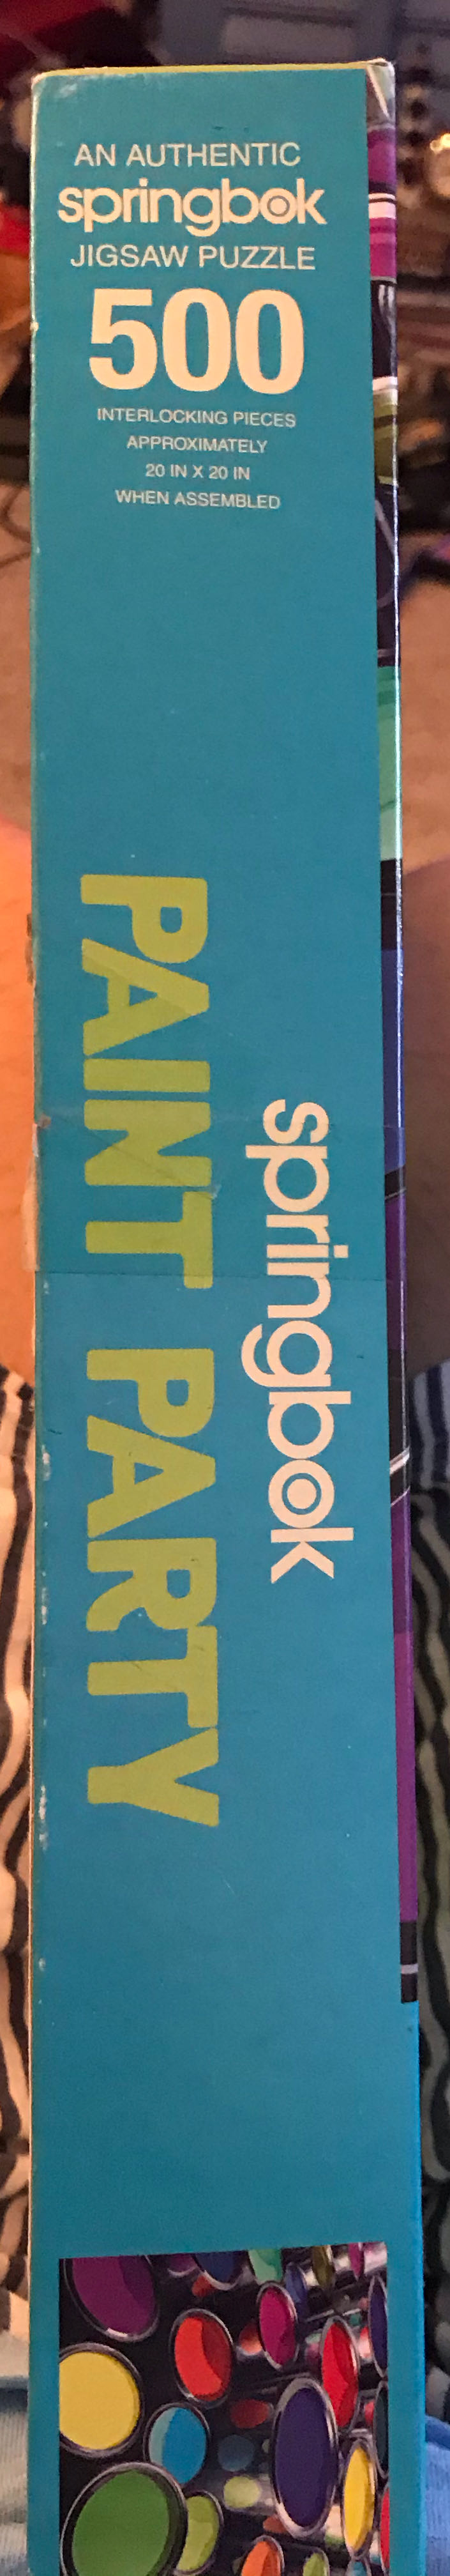 AN AUTHENTIC
springbok
JIGSAW PUZZLE
500
INTERLOCKING PIECES
APPROXIMATELY
20 IN X 20 IN
WHEN ASSEMBLED
springbok
PAINT PARTY